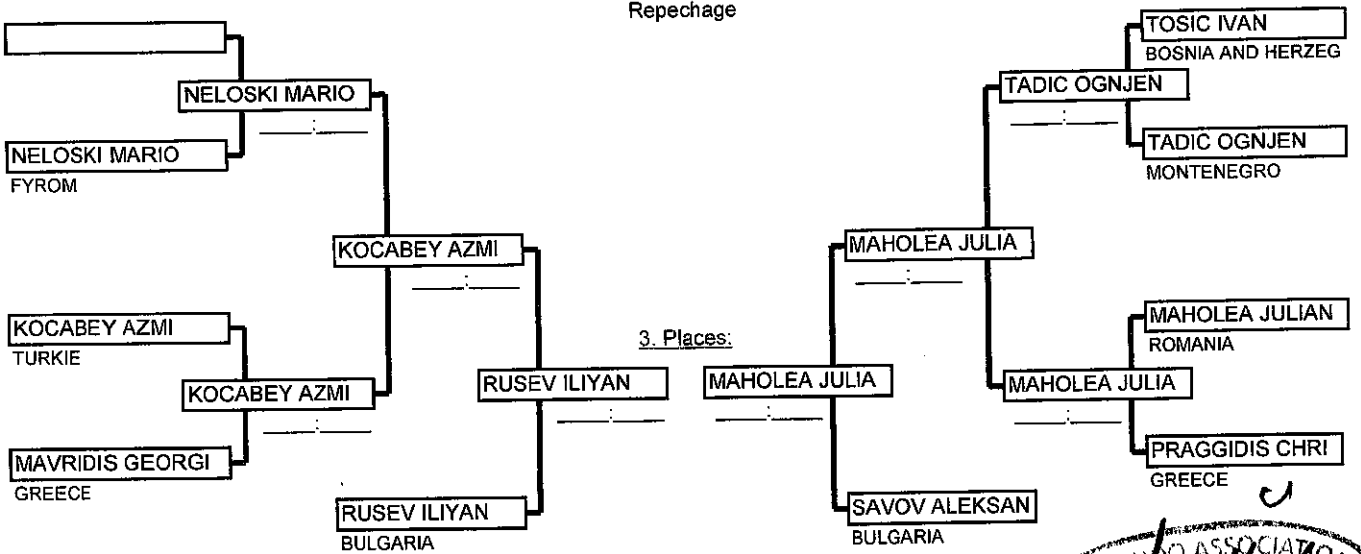 Repechage
TOSIC IVAN
BOSNIA AND HERZEG
NELOSKI MARIO
TADIC OGNJEN
NELOSKI MARIO
FYROM
TADIC OGNJEN
MONTENEGRO
KOCABEY AZMI
MAHOLEA JULIA
KOCABEY AZMI
TURKIE
3. Places:
MAHOLEA JULIAN
ROMANIA
KOCABEY AZMI
RUSEV ILIYAN
MAHOLEA JULIA
MAHOLEA JULIA
MAVRIDIS GEORGI
GREECE
PRAGGIDIS CHRI
GREECE
RUSEV ILIYAN
BULGARIA
SAVOV ALEKSAN
BULGARIA
ASSOCIATION